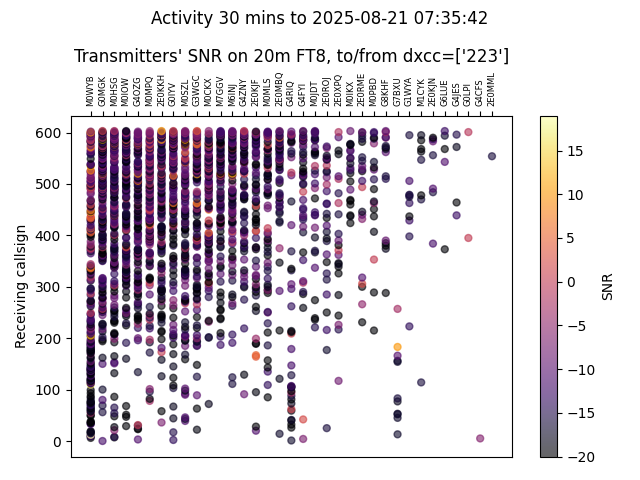 Activity 30 mins to 2025-08-21 07:35:42
Transmitters' SNR on 20m FT8, to/from dxcc=['223']
M0WYB
G0MGK
M0HSG
M0IOW
G4OZG
M0MPQ
2E0KKH
G0IYV
M0SZL
G3WGC
M0CKX
M7GGV
M6INJ
G4ZNY
2E1KJF
M0MLS
2E0MBQ
G4RIQ
G4FYI
M0JDT
2E0ROJ
2E0XPQ
M0IKX
2E0RME
M0PBD
G8KHF
G7BXU
G1WYA
M1CYK
2E0KJN
G6LUE
G4JES
G0LPI
G4CFS
2E0MML
600
500
400
300
200
100
0
Receiving callsign
15
10
5
0
−5
−10
−15
−20
SNR